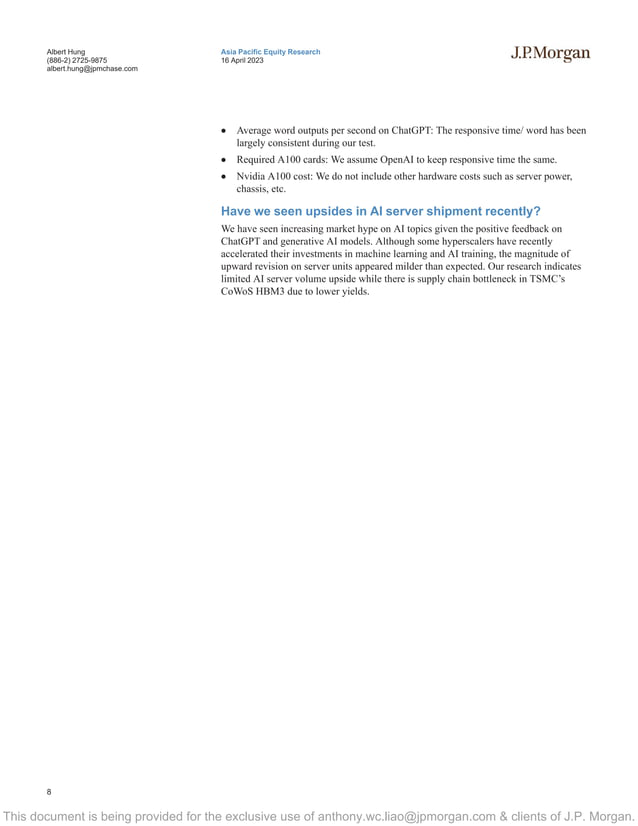 Albert Hung
(886-2) 2725-9875
albert.hung@jpmchase.com
Asia Pacific Equity Research
16 April 2023
J.P.Morgan
● Average word outputs per second on ChatGPT: The responsive time/ word has been
largely consistent during our test.
● Required A100 cards: We assume OpenAI to keep responsive time the same.
● Nvidia A100 cost: We do not include other hardware costs such as server power,
chassis, etc.
Have we seen upsides in AI server shipment recently?
We have seen increasing market hype on AI topics given the positive feedback on
ChatGPT and generative AI models. Although some hyperscalers have recently
accelerated their investments in machine learning and AI training, the magnitude of
upward revision on server units appeared milder than expected. Our research indicates
limited AI server volume upside while there is supply chain bottleneck in TSMC’s
CoWoS HBM3 due to lower yields.
8
This document is being provided for the exclusive use of anthony.wc.liao@jpmorgan.com & clients of J.P. Morgan.